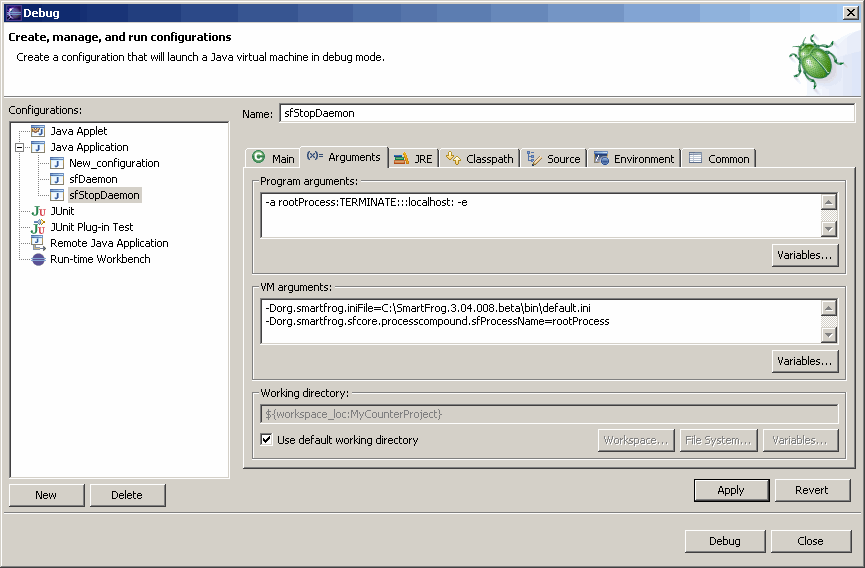 Debug
Create, manage, and run configurations
Create a configuration that will launch a Java virtual machine in debug mode.
Configurations:
Java Applet
Java Application
New_configuration
sfDaemon
sfStopDaemon
JUnit
JUnit Plug-in Test
Remote Java Application
Run-time Workbench
New
Delete
Name: sfStopDaemon
Main
(x)= Arguments
JRE
Classpath
Source
Environment
Common
Program arguments:
-a rootProcess:TERMINATE:::localhost: -e
Variables...
VM arguments:
-Dorg.smartfrog.iniFile=C:\SmartFrog.3.04.008.beta\bin\default.ini
-Dorg.smartfrog.sfcore.processcompound.sfProcessName=rootProcess
Variables...
Working directory:
${workspace_loc:MyCounterProject}
Use default working directory
Workspace...
File System...
Variables...
Apply
Revert
Debug
Close